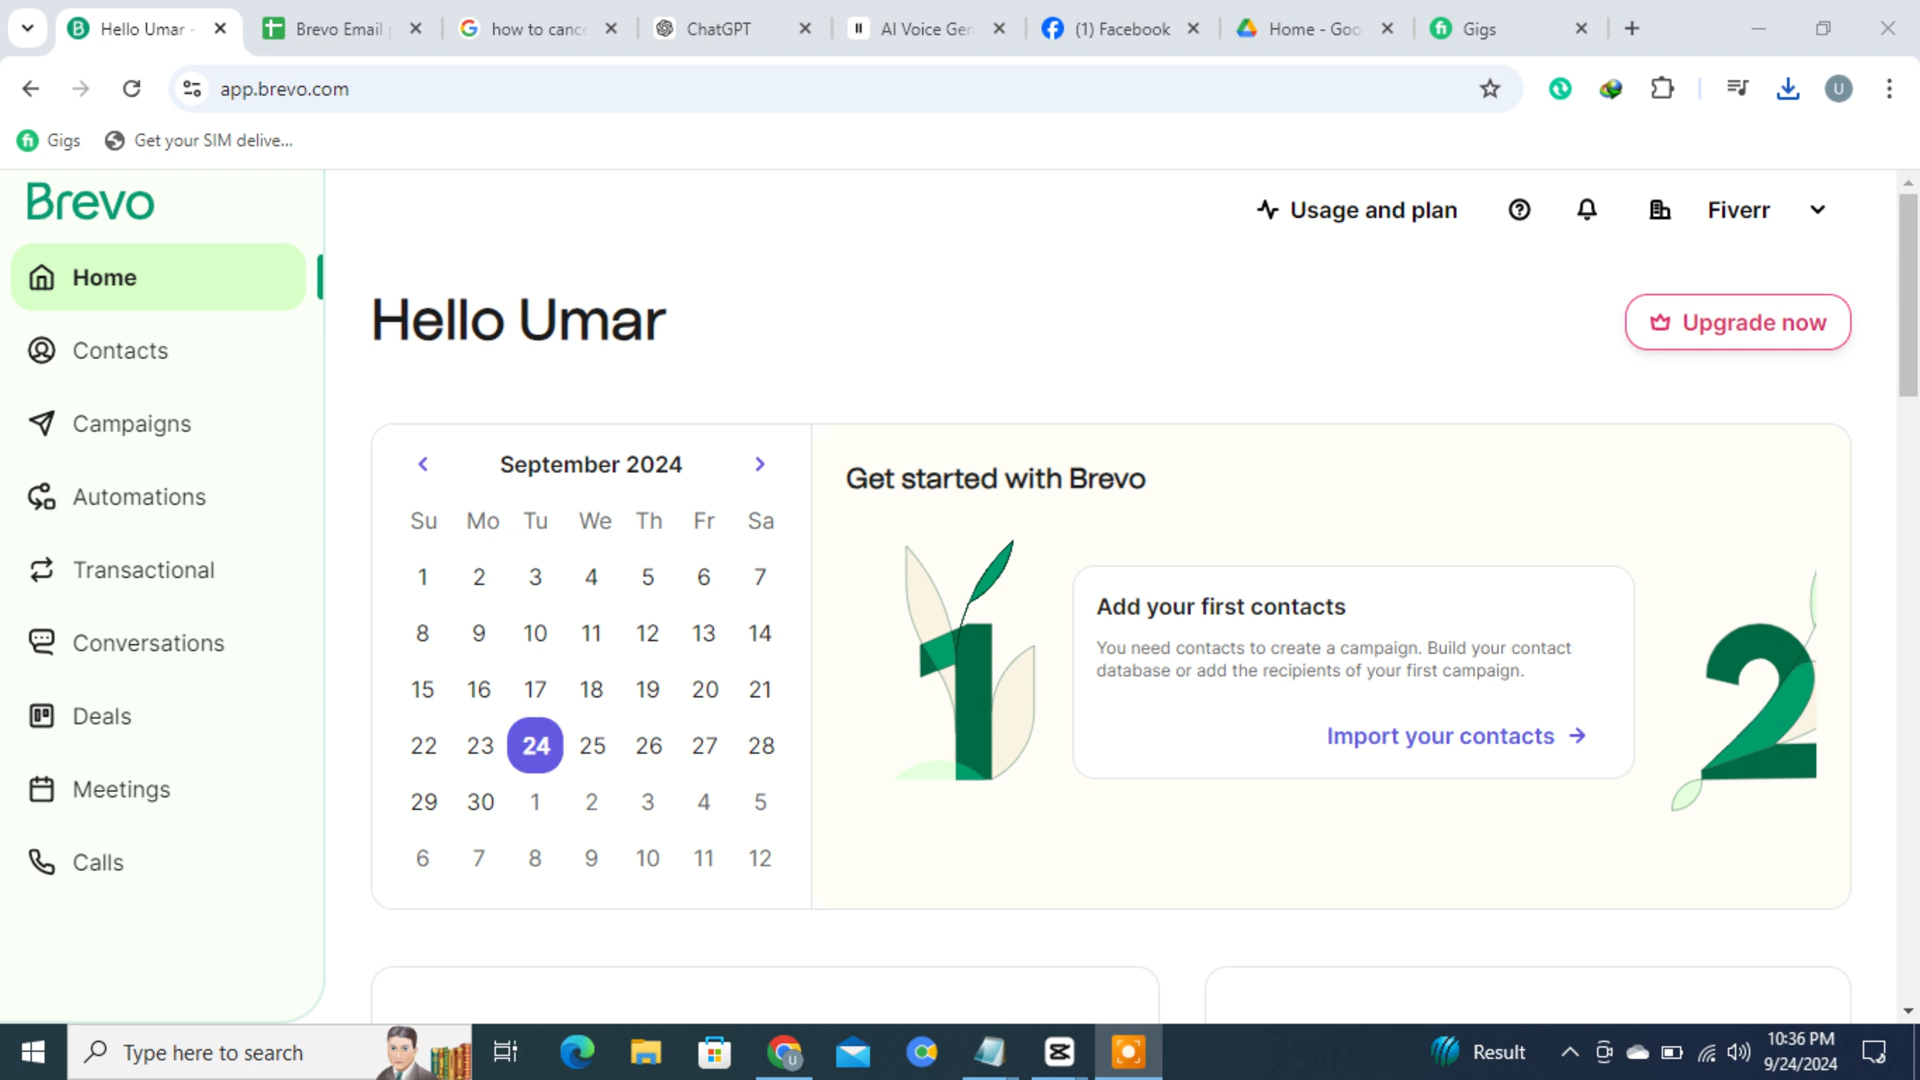 Hello Umar -
Brevo Email
how to canc
ChatGPT
AI Voice Gen
(1) Facebook
Home - Goo
Gigs
app.brevo.com
U
Gigs
Get your SIM delive...
Brevo
Usage and plan
Fiverr
Home
Contacts
Campaigns
Automations
Transactional
Conversations
Deals
Meetings
Calls
Hello Umar
Upgrade now
September 2024
Su Mo Tu We Th Fr Sa
1 2 3 4 5 6 7
8 9 10 11 12 13 14
15 16 17 18 19 20 21
22 23 24 25 26 27 28
29 30 1 2 3 4 5
6 7 8 9 10 11 12
Get started with Brevo
1
Add your first contacts
You need contacts to create a campaign. Build your contact
database or add the recipients of your first campaign.
Import your contacts
2
Type here to search
Result
10:36 PM
9/24/2024